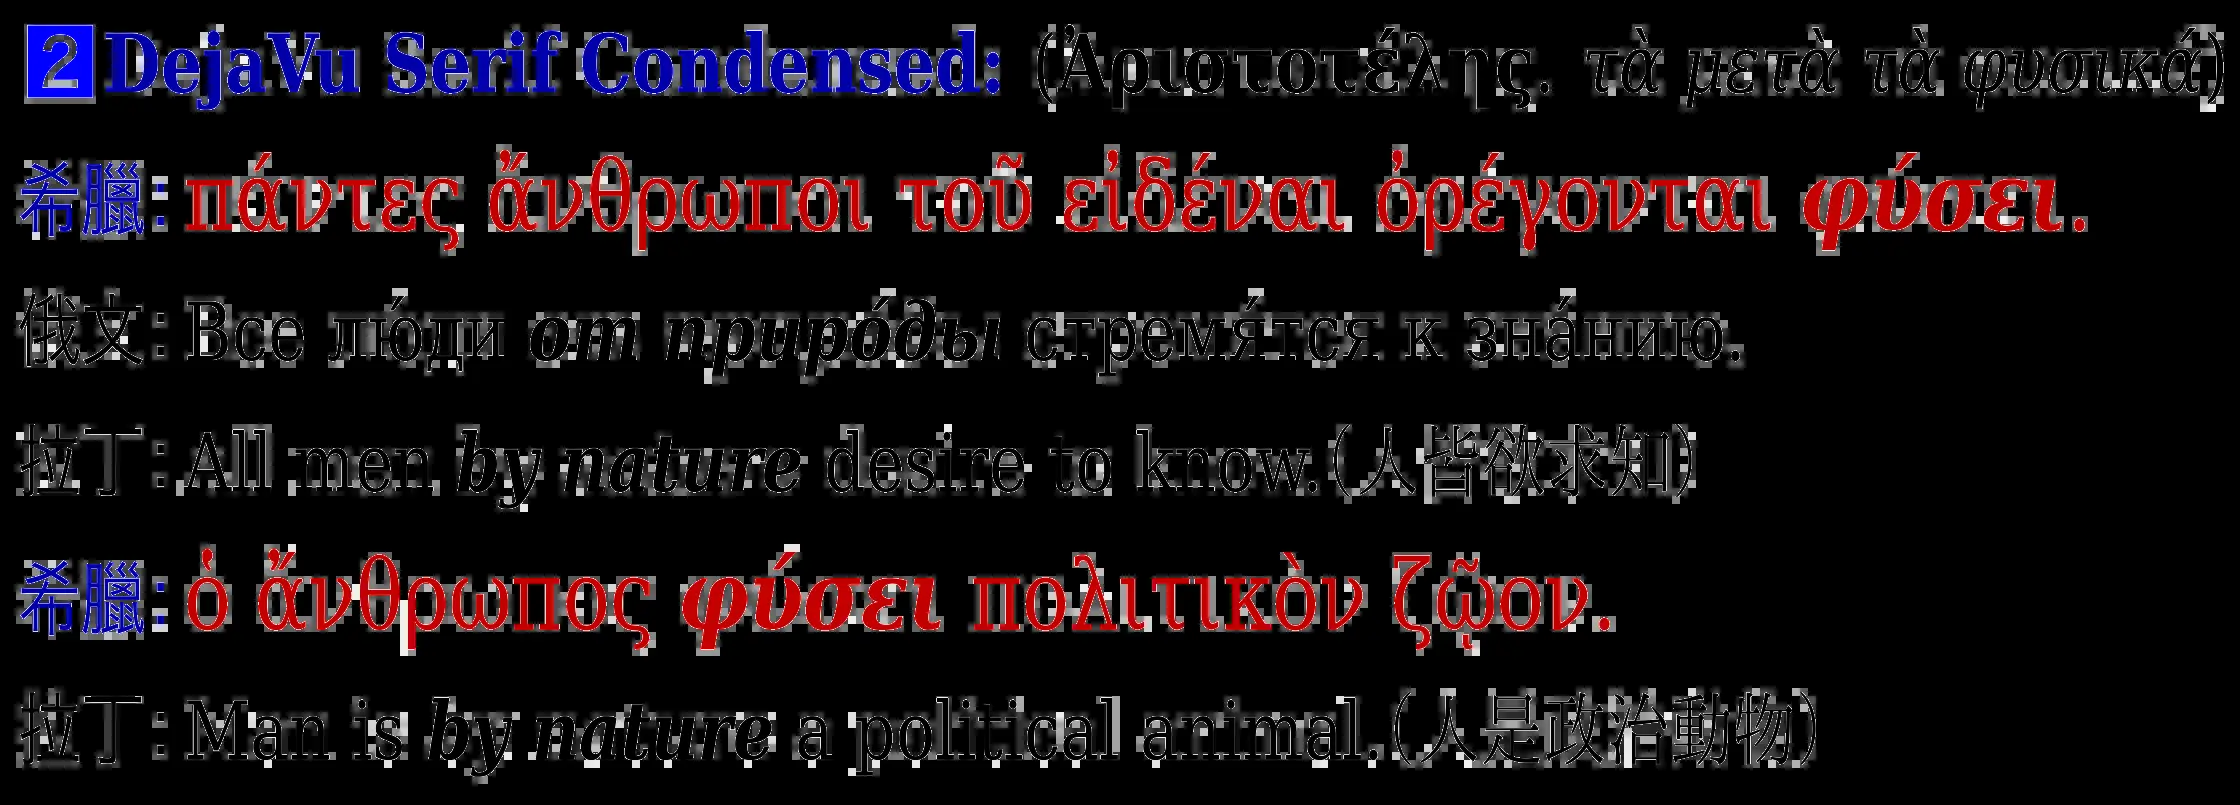 2 DejaVu Serif Condensed: (Ἀριστοτέλης. τὰ μετὰ τὰ φυσικά)
希臘:πάντες ἄνθρωποι τοῦ εἰδέναι ὀρέγονται φύσει.
俄文:Все лю́ди от приро́ды стремя́тся к зна́нию.
拉丁:All men by nature desire to know.(人皆欲求知)
希臘:ὁ ἄνθρωπος φύσει πολιτικὸν ζῷον.
拉丁:Man is by nature a political animal.(人是政治動物)